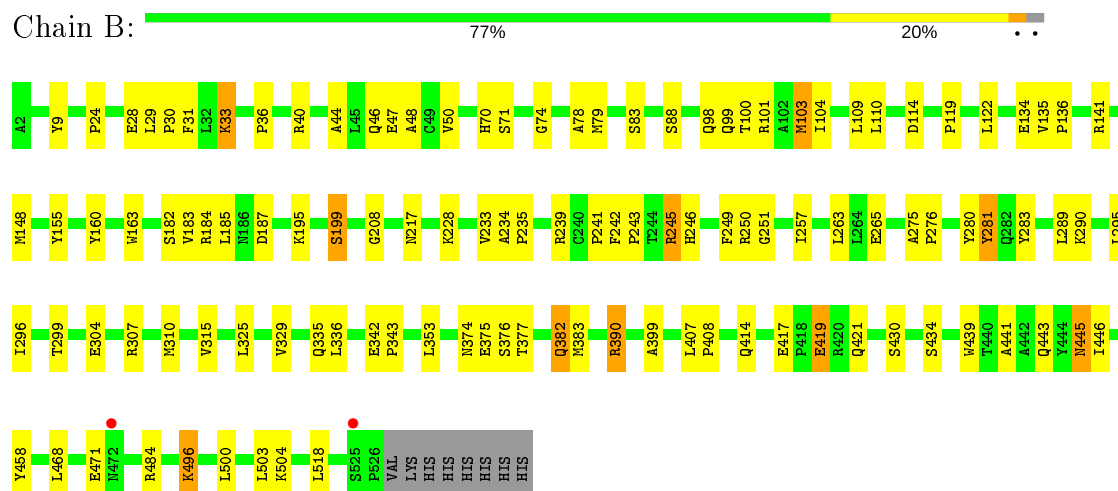 Chain B:
77% 20% • •
A2 Y9 P24 E28 L29 P30 F31 L32 K33 P36 R40 A44 L45 Q46 E47 A48 C49 V50 H70 S71 G74 A78 M79 S83 S88 Q98 Q99 T100 R101 A102 M103 I104 L109 L110 D114 P119 L122 E134 V135 P136 R141
M148 Y155 Y160 W163 S182 V183 R184 L185 N186 D187 K195 S199 G208 N217 K228 V233 A234 P235 R239 C240 P241 F242 P243 T244 R245 H246 F249 R250 G251 I257 L263 L264 E265 A275 P276 Y280 Y281 Q282 Y283 L289 K290 L295
I296 T299 E304 R307 M310 V315 L325 V329 Q335 L336 E342 P343 L353 N374 E375 S376 T377 Q382 M383 R390 A399 L407 P408 Q414 E417 P418 E419 R420 Q421 S430 S434 W439 T440 A441 A442 Q443 Y444 N445 I446
Y458 L468 E471 N472 R484 K496 L500 L503 K504 L518 S525 P526 VAL LYS HIS HIS HIS HIS HIS HIS